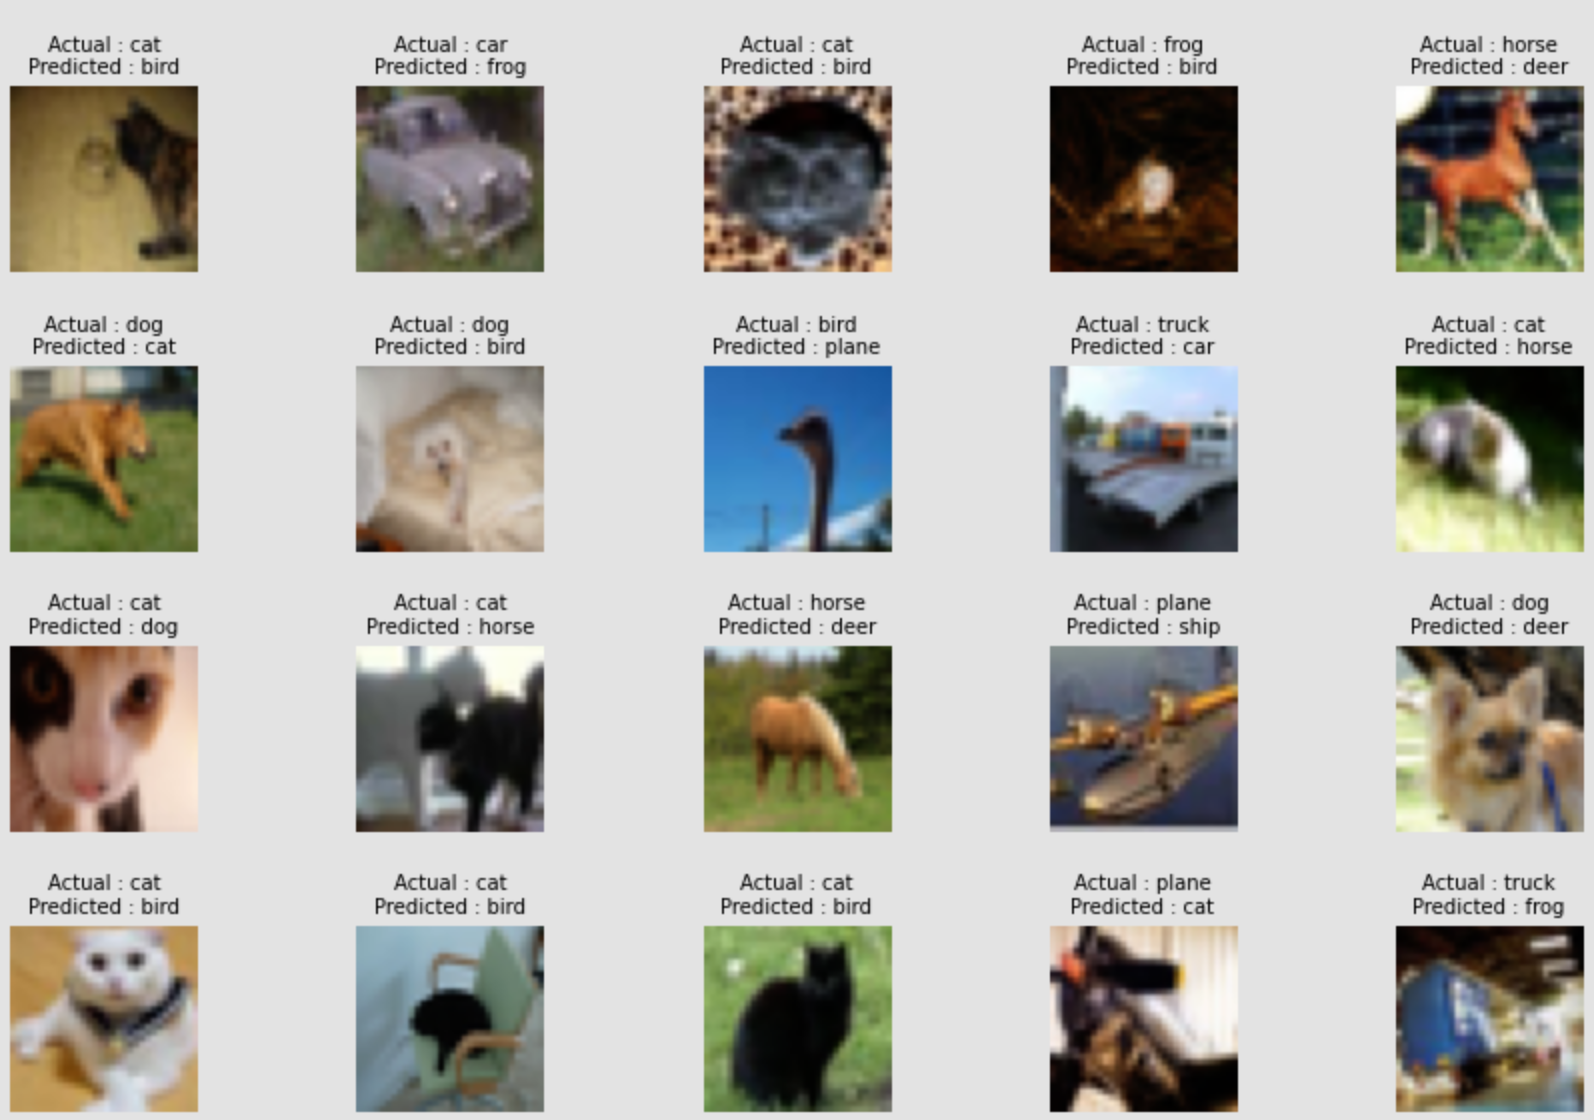 Actual : cat
Predicted : bird
Actual : car
Predicted : frog
Actual : cat
Predicted : bird
Actual : frog
Predicted : bird
Actual : horse
Predicted : deer
Actual : dog
Predicted : cat
Actual : dog
Predicted : bird
Actual : bird
Predicted : plane
Actual : truck
Predicted : car
Actual : cat
Predicted : horse
Actual : cat
Predicted : dog
Actual : cat
Predicted : horse
Actual : horse
Predicted : deer
Actual : plane
Predicted : ship
Actual : dog
Predicted : deer
Actual : cat
Predicted : bird
Actual : cat
Predicted : bird
Actual : cat
Predicted : bird
Actual : plane
Predicted : cat
Actual : truck
Predicted : frog